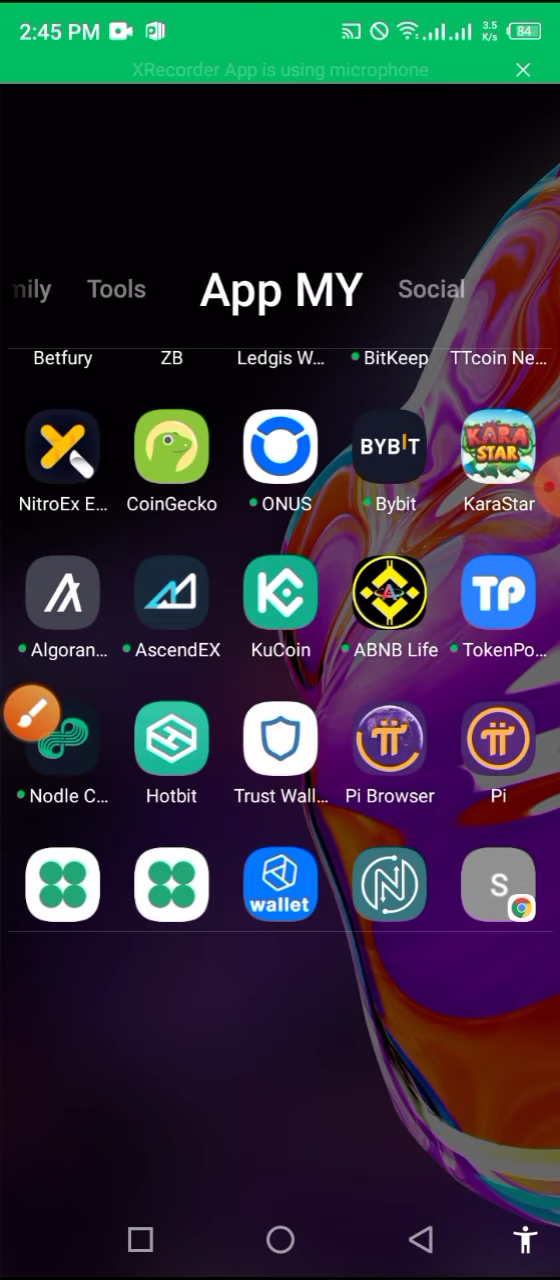 2:45 PM
3.5
K/s
84
XRecorder App is using microphone
mily Tools App MY Social
Betfury ZB Ledgis W... BitKeep TTcoin Ne...
BYBIT
KARA
STAR
NitroEx E... CoinGecko ONUS Bybit KaraStar
TP
Algoran... AscendEX KuCoin ABNB Life TokenPo...
Nodle C... Hotbit Trust Wall... Pi Browser Pi
wallet
N
S